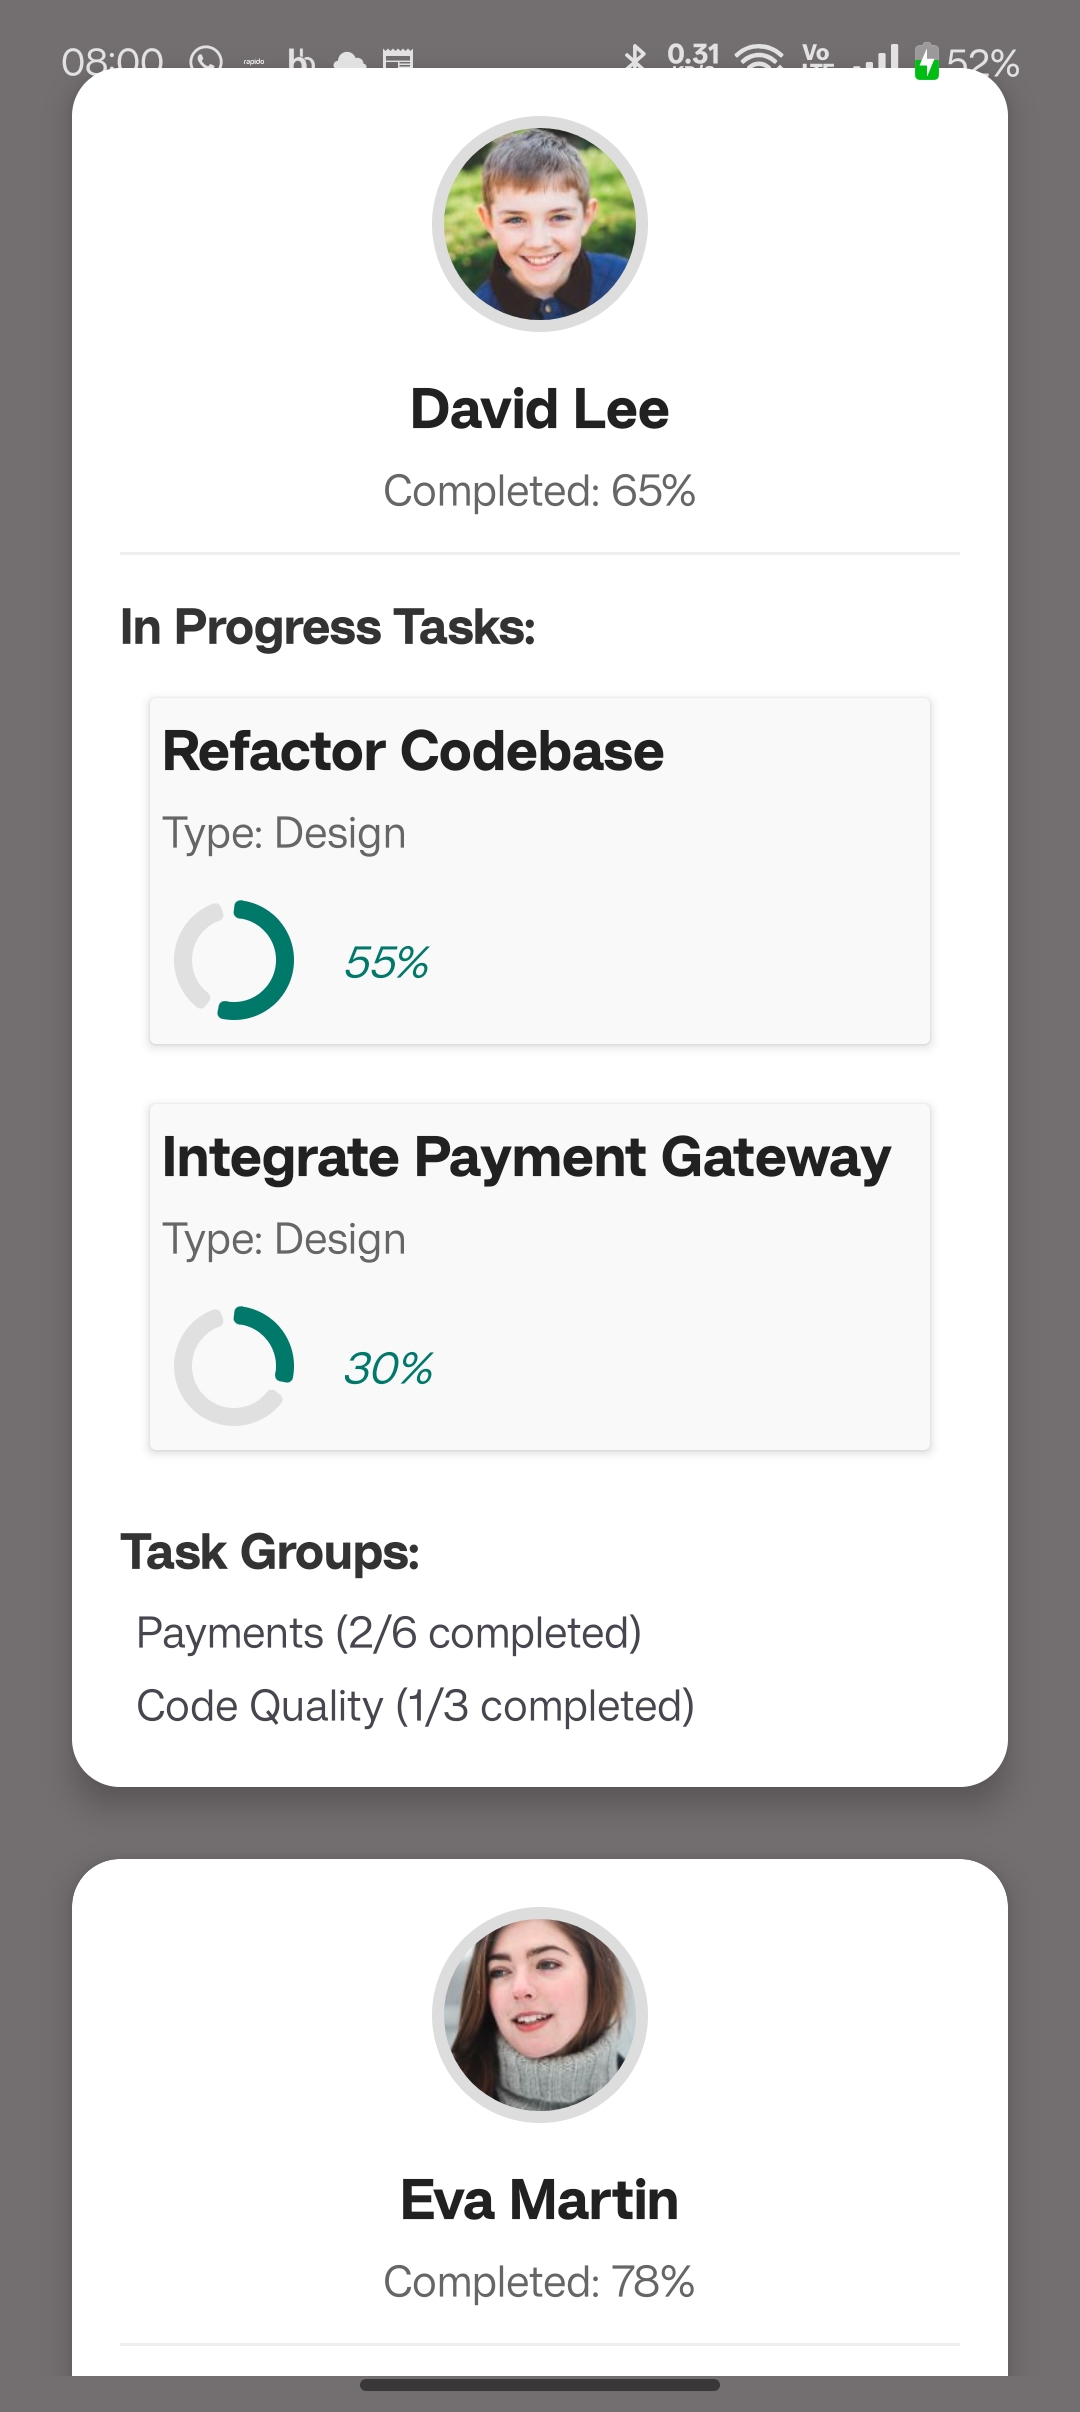 08:00 rapido 0.31 Vo 52%
David Lee
Completed: 65%
In Progress Tasks:
Refactor Codebase
Type: Design
55%
Integrate Payment Gateway
Type: Design
30%
Task Groups:
Payments (2/6 completed)
Code Quality (1/3 completed)
Eva Martin
Completed: 78%